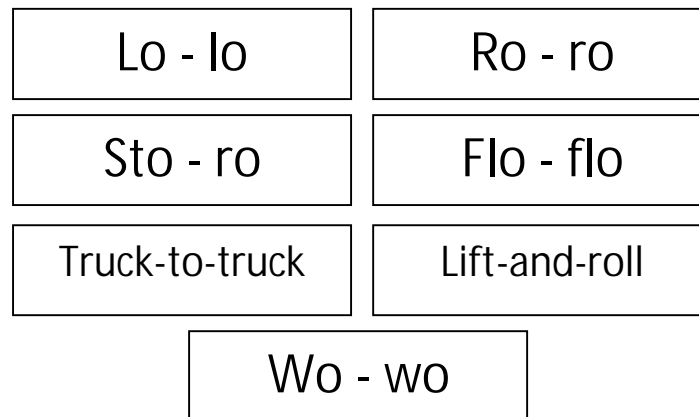 Lo - lo
Ro - ro
Sto - ro
Flo - flo
Truck-to-truck
Lift-and-roll
Wo - wo